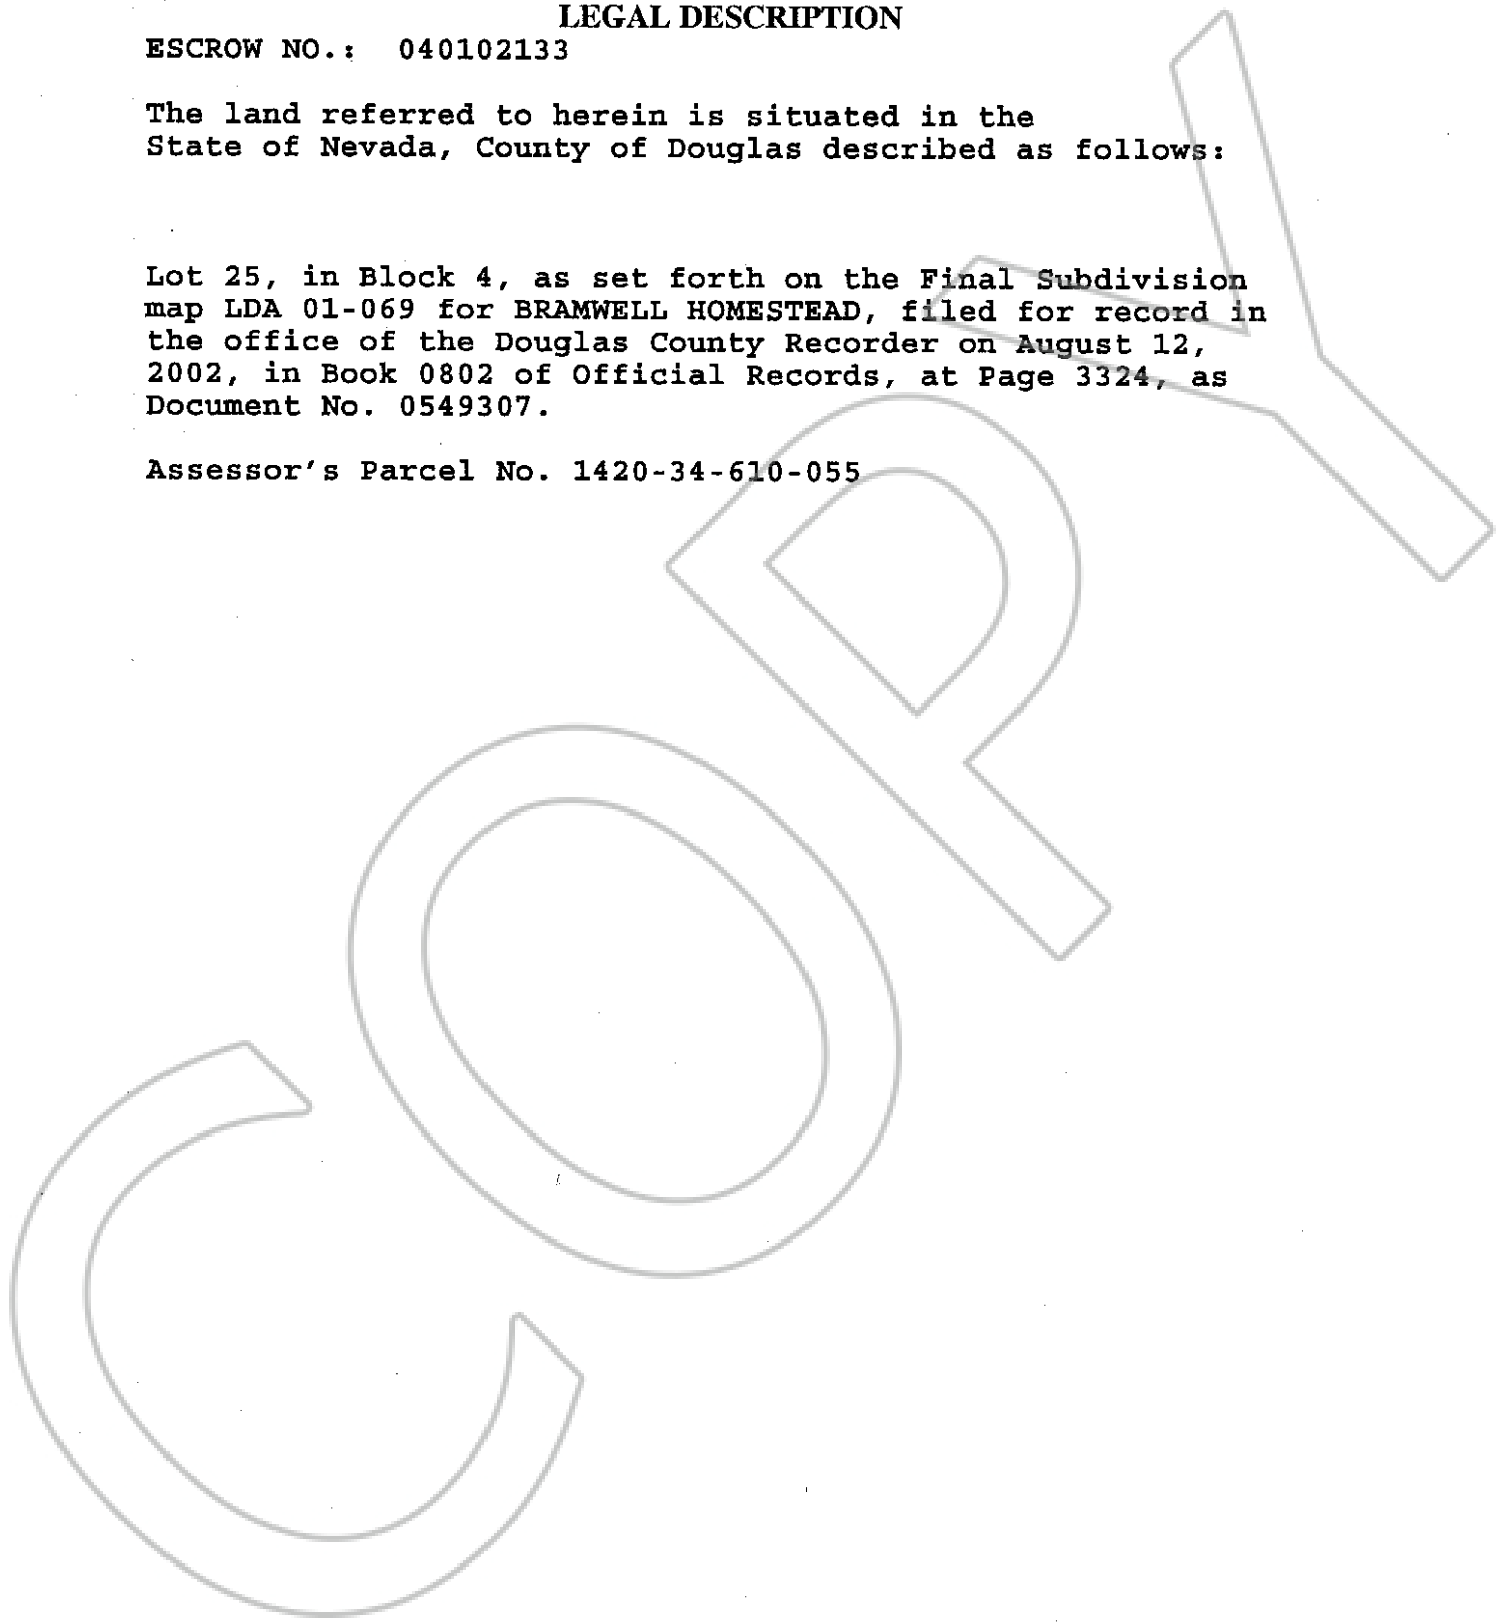 LEGAL DESCRIPTION
ESCROW NO.: 040102133
The land referred to herein is situated in the
State of Nevada, County of Douglas described as follows:
Lot 25, in Block 4, as set forth on the Final Subdivision
map LDA 01-069 for BRAMWELL HOMESTEAD, filed for record in
the office of the Douglas County Recorder on August 12,
2002, in Book 0802 of Official Records, at Page 3324, as
Document No. 0549307.
Assessor's Parcel No. 1420-34-610-055
COPY